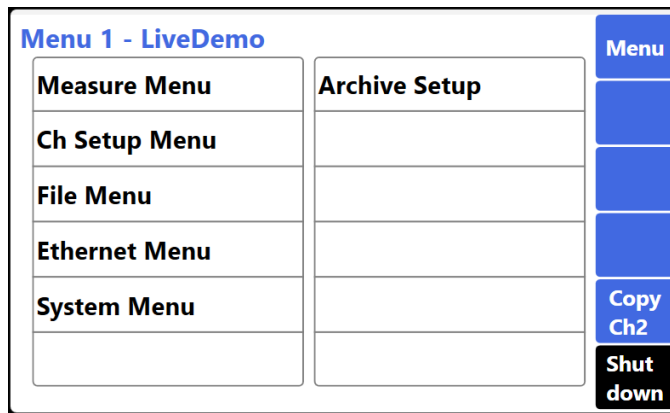 Menu 1 - LiveDemo
Measure Menu
Ch Setup Menu
File Menu
Ethernet Menu
System Menu
Archive Setup
Menu
Copy
Ch2
Shut
down